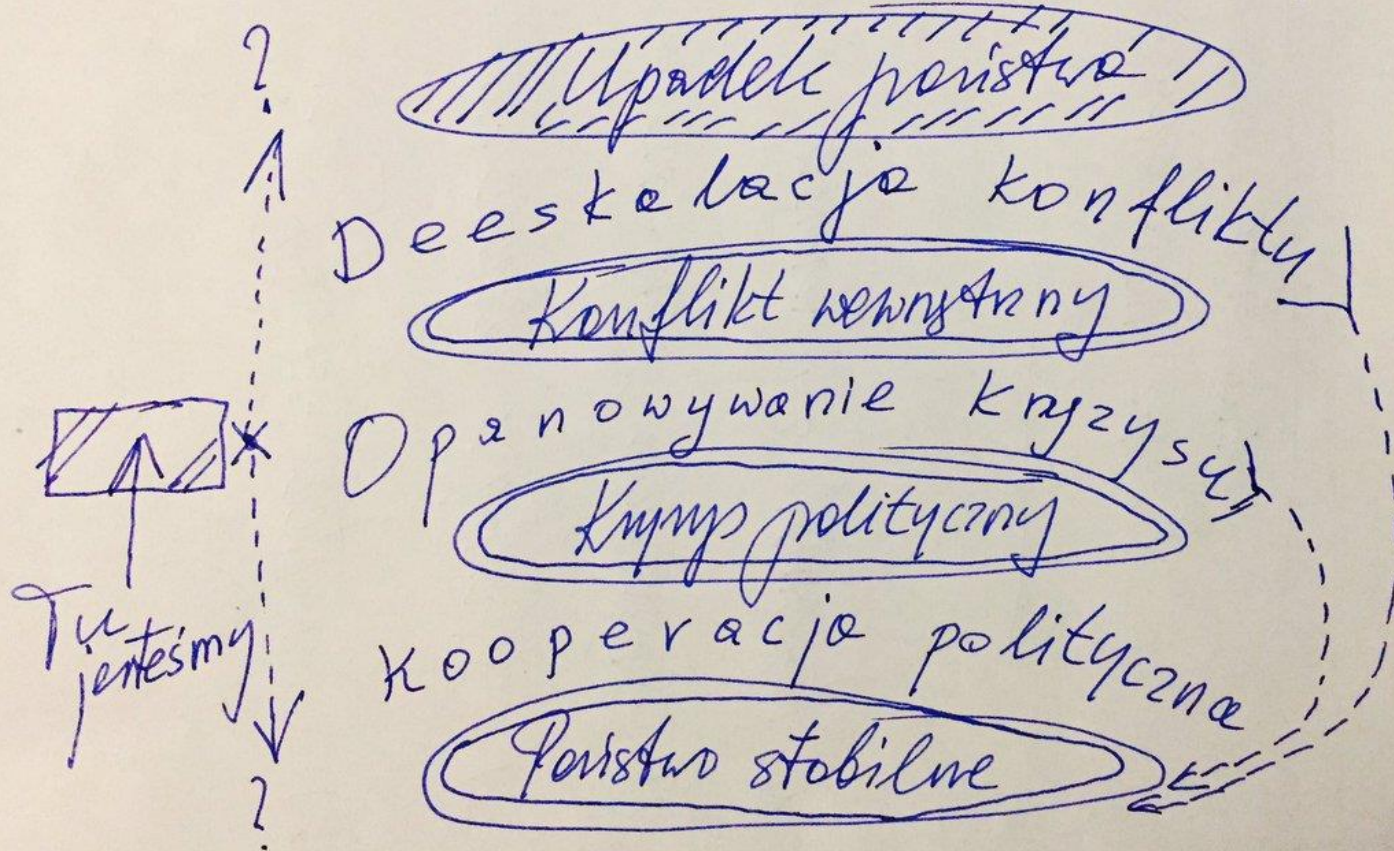 ?
Upadek państwa
Deeskalacja konfliktu
Konflikt wewnętrzny
Opanowywanie kryzysu
Kryzys polityczny
Tu
jesteśmy
Kooperacja polityczna
Państwo stabilne
?